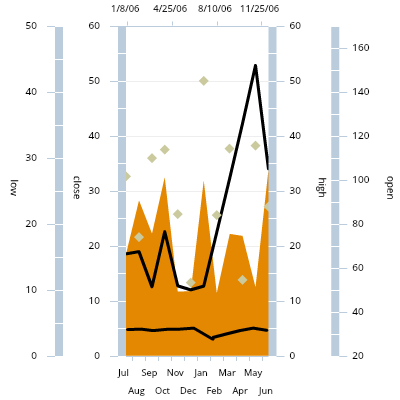 1/8/06 4/25/06 8/10/06 11/25/06
50 60 60 160
50 50 140
40 40 40 120
30 30 30 100
low close high open
20 20 20 80
60
10 10 10 40
0 0 0 20
Jul Sep Nov Jan Mar May
Aug Oct Dec Feb Apr Jun